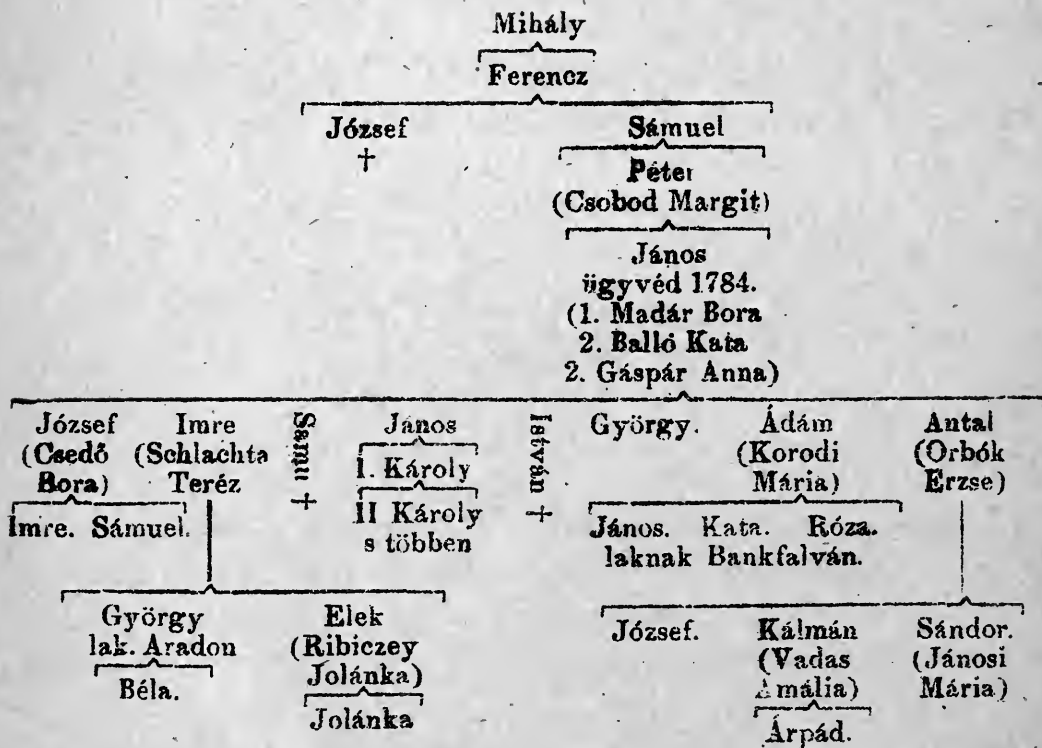 Mihály
Ferencz
József Sámuel
† Péter
(Csobod Margit)
János
ügyvéd 1784.
(1. Madár Bora
2. Balló Kata
2. Gáspár Anna)
József Imre Samu † János István † György. Ádám Antal
(Csedő (Schlachta I. Károly (Korodi (Orbók
Bora) Teréz II Károly Mária) Erzse)
Imre. Sámuel. s többen János. Kata. Róza.
laknak Bankfalván.
György Elek József. Kálmán Sándor.
lak. Aradon (Ribiczey (Vadas (Jánosi
Béla. Jolánka) Amália) Mária)
Jolánka Árpád.